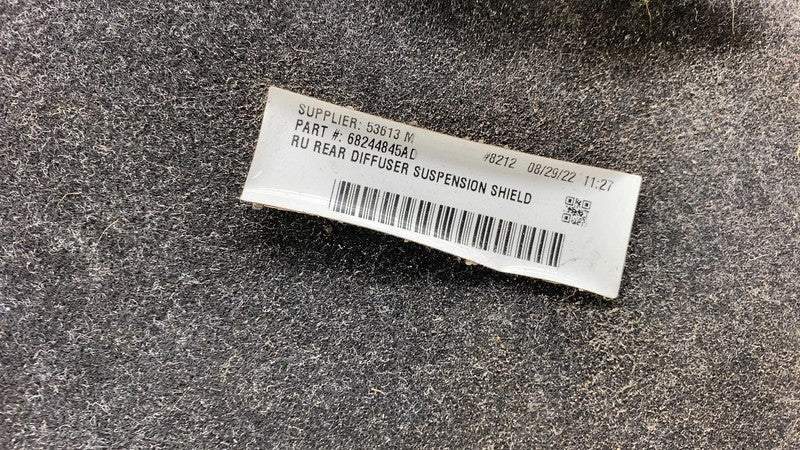 SUPPLIER: 53613 M
PART #: 68244845AD #8212 08/29/22 11:27
RU REAR DIFFUSER SUSPENSION SHIELD